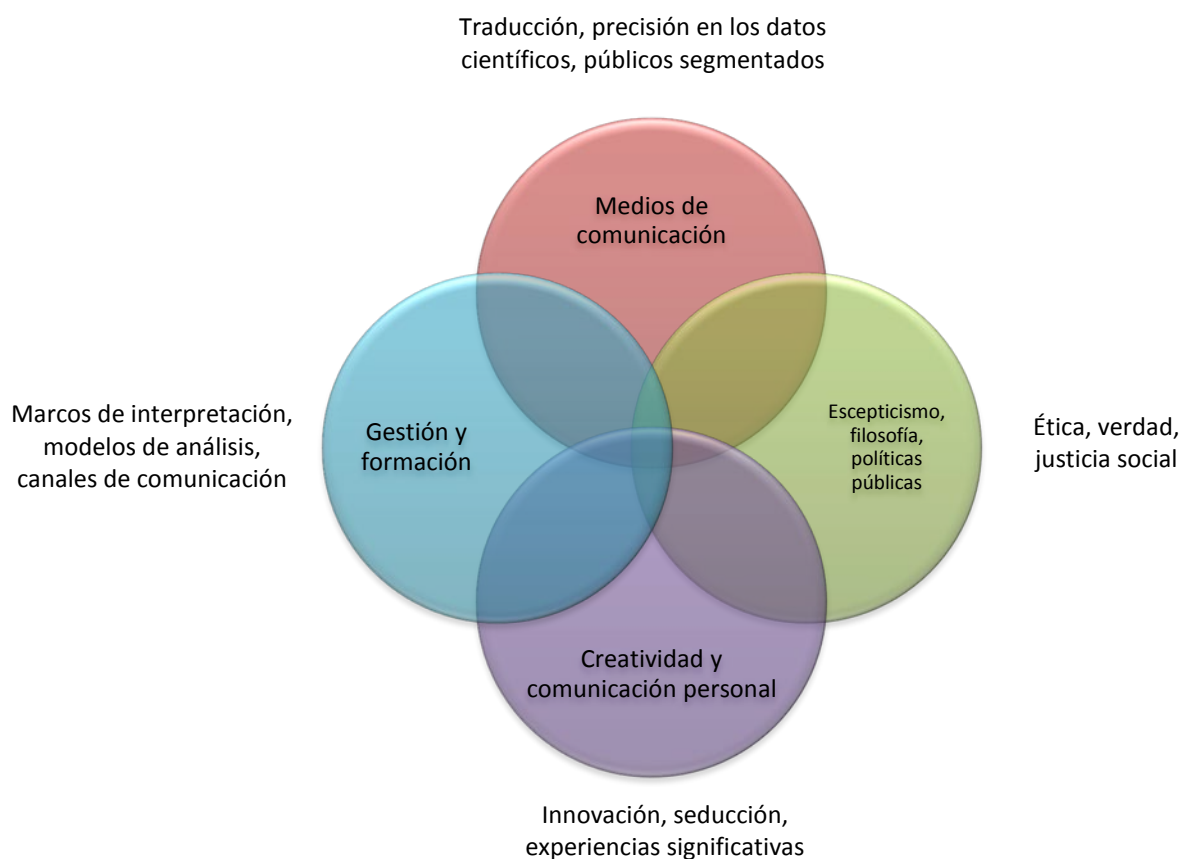 Traducción, precisión en los datos
científicos, públicos segmentados
Medios de
comunicación
Marcos de interpretación,
modelos de análisis,
canales de comunicación
Gestión y
formación
Escepticismo,
filosofía,
políticas
públicas
Ética, verdad,
justicia social
Creatividad y
comunicación personal
Innovación, seducción,
experiencias significativas